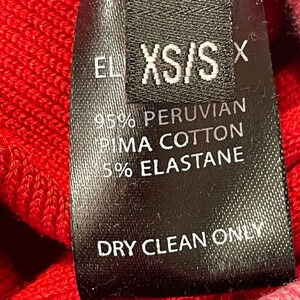 EL XS/S X
95% PERUVIAN
PIMA COTTON
5% ELASTANE
DRY CLEAN ONLY